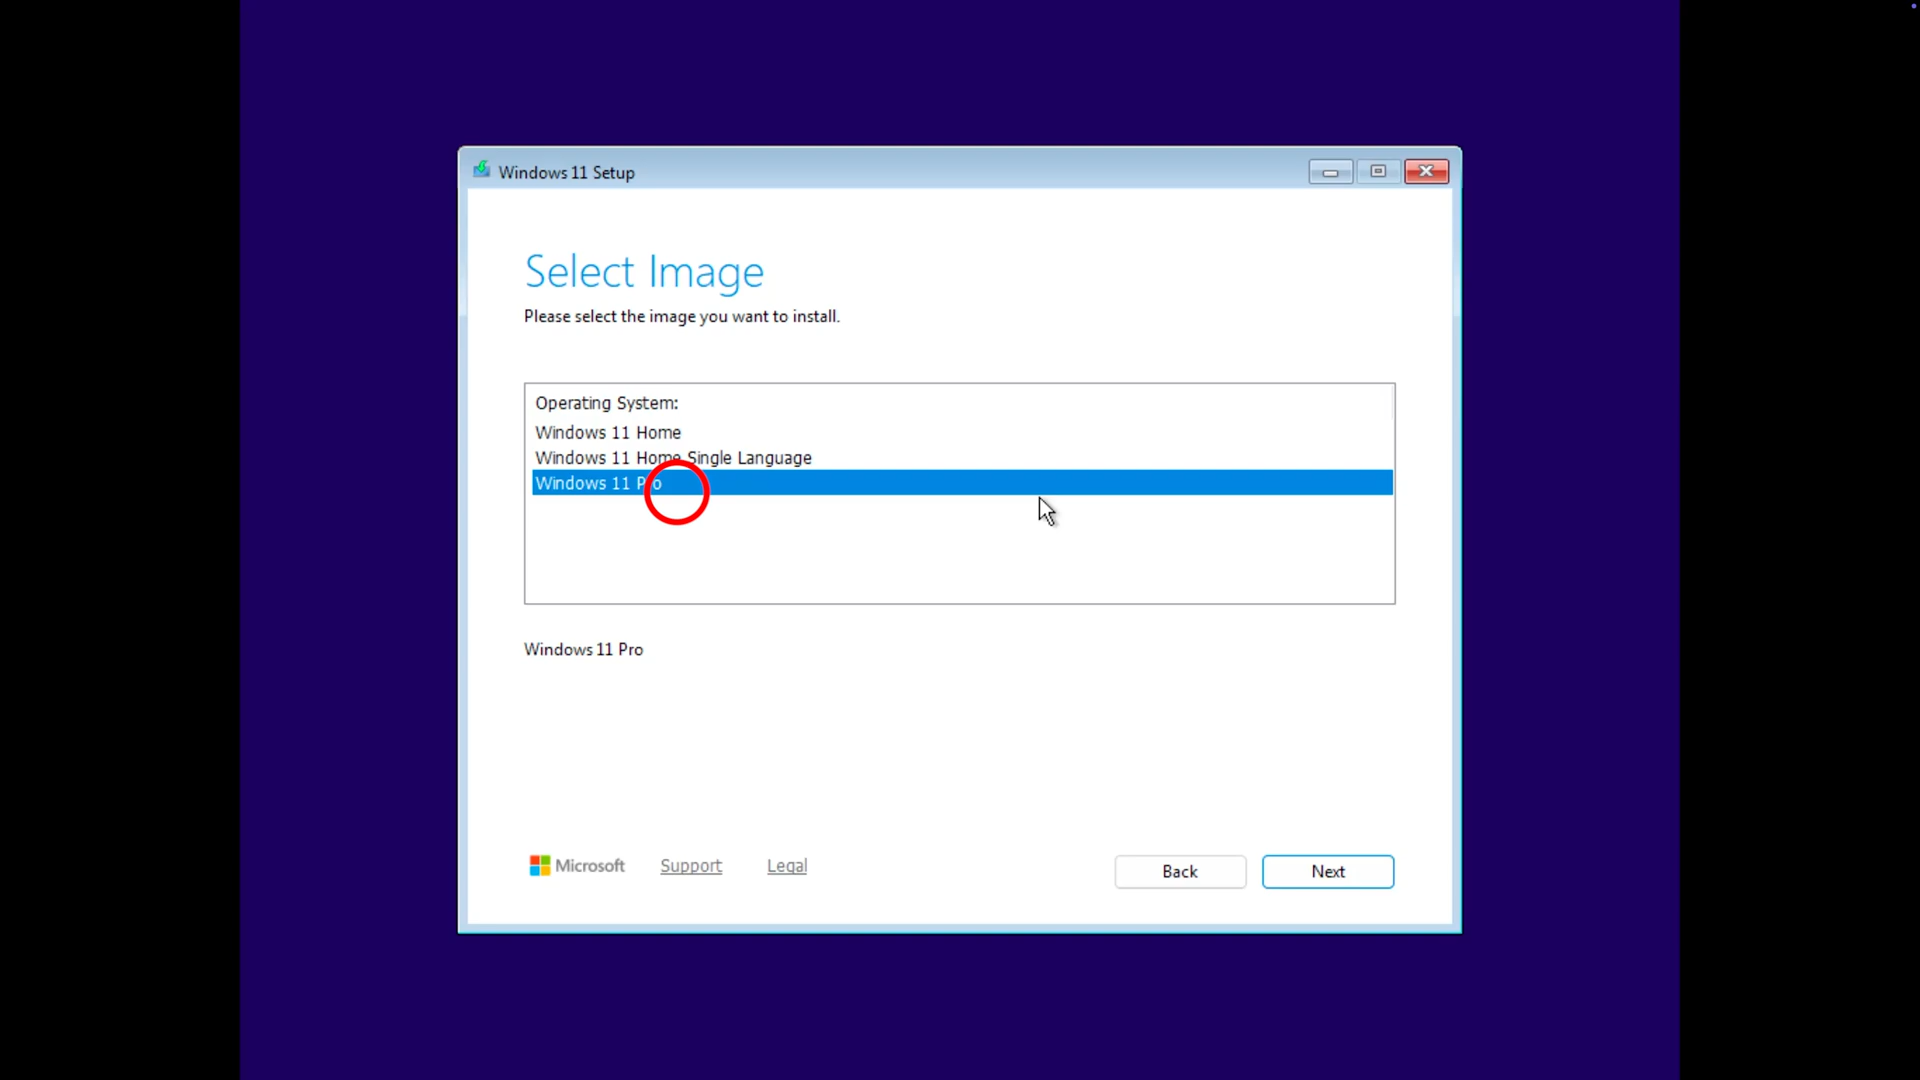 Windows 11 Setup
Select Image
Please select the image you want to install.
Operating System:
Windows 11 Home
Windows 11 Home Single Language
Windows 11 Pro
Windows 11 Pro
Microsoft Support Legal Back Next